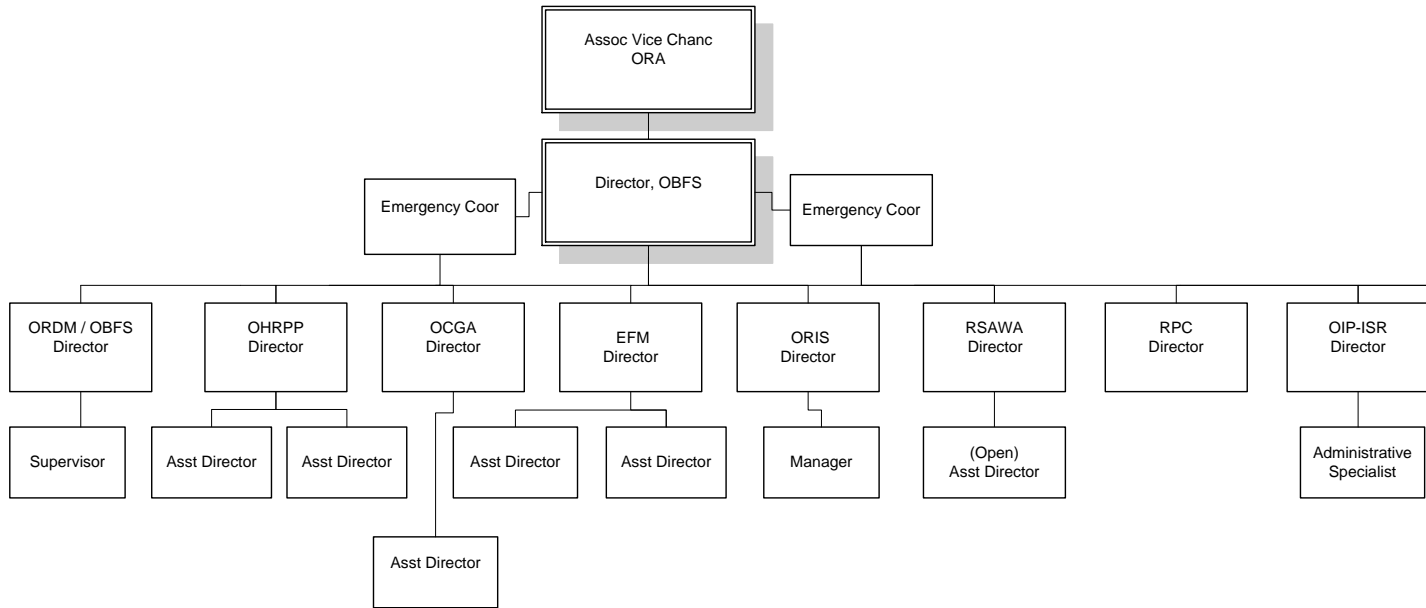 Assoc Vice Chanc
ORA
Director, OBFS
Emergency Coor
Emergency Coor
ORDM / OBFS
Director
OHRPP
Director
OCGA
Director
EFM
Director
ORIS
Director
RSAWA
Director
RPC
Director
OIP-ISR
Director
Supervisor
Asst Director
Asst Director
Asst Director
Asst Director
Manager
(Open)
Asst Director
Administrative
Specialist
Asst Director